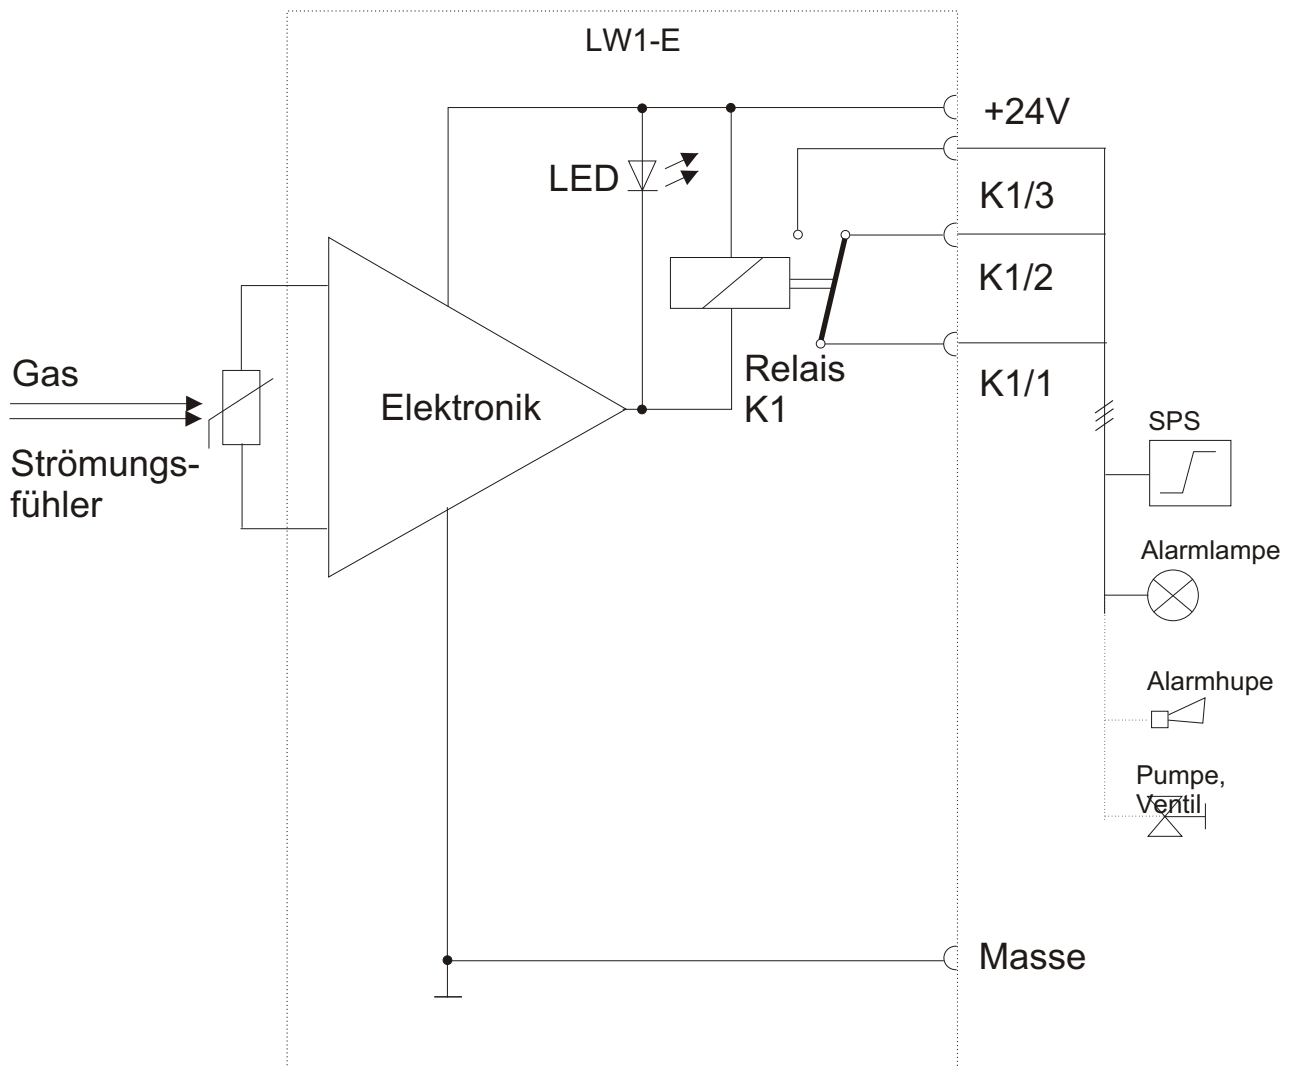 LW1-E
+24V
LED
K1/3
K1/2
Relais
K1
K1/1
Gas
Elektronik
Strömungs-
fühler
SPS
Alarmlampe
Alarmhupe
Pumpe,
Ventil
Masse